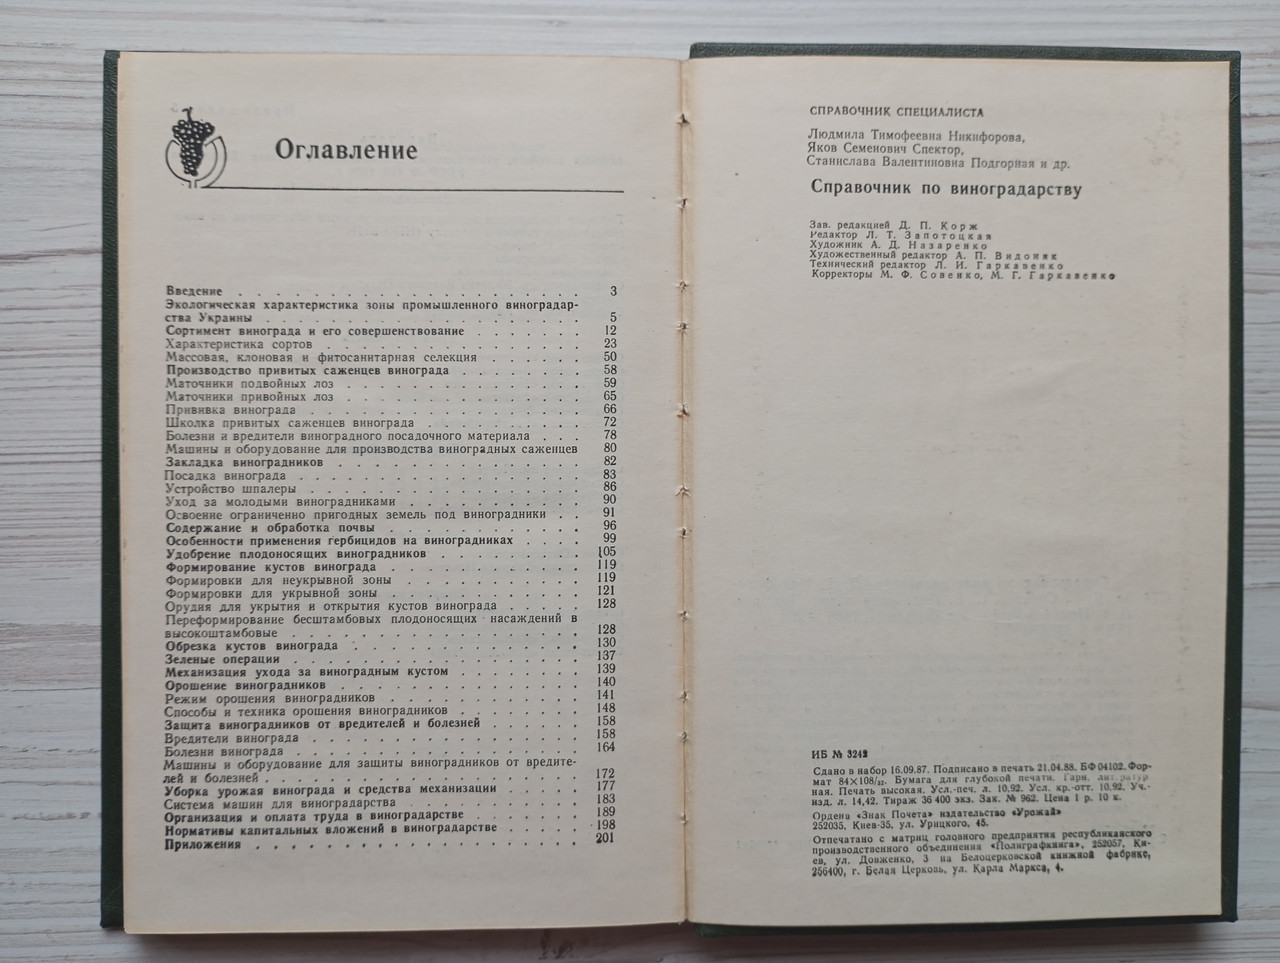 Оглавление
Введение . . . . . . . . . . . . . . . . . . . . 3
Экологическая характеристика зоны промышленного виноградар-
ства Украины . . . . . . . . . . . . . . . . . . 5
Сортимент винограда и его совершенствование . . . . . . 12
Характеристика сортов . . . . . . . . . . . . . . . 23
Массовая, клоновая и фитосанитарная селекция . . . . . . 50
Производство привитых саженцев винограда . . . . . . . 58
Маточники подвойных лоз . . . . . . . . . . . . . . 59
Маточники привойных лоз . . . . . . . . . . . . . . 65
Прививка винограда . . . . . . . . . . . . . . . . 66
Школка привитых саженцев винограда . . . . . . . . . 72
Болезни и вредители виноградного посадочного материала . . . 78
Машины и оборудование для производства виноградных саженцев 80
Закладка виноградников . . . . . . . . . . . . . . 82
Посадка винограда . . . . . . . . . . . . . . . . . 83
Устройство шпалеры . . . . . . . . . . . . . . . . 86
Уход за молодыми виноградниками . . . . . . . . . . 90
Освоение ограниченно пригодных земель под виноградники . . 91
Содержание и обработка почвы . . . . . . . . . . . 96
Особенности применения гербицидов на виноградниках . . . . 99
Удобрение плодоносящих виноградников . . . . . . . . . 105
Формирование кустов винограда . . . . . . . . . . . 119
Формировки для неукрывной зоны . . . . . . . . . . . 119
Формировки для укрывной зоны . . . . . . . . . . . . 121
Орудия для укрытия и открытия кустов винограда . . . . . 128
Переформирование бесштамбовых плодоносящих насаждений в
высокоштамбовые . . . . . . . . . . . . . . . . . 128
Обрезка кустов винограда . . . . . . . . . . . . . . 130
Зеленые операции . . . . . . . . . . . . . . . . . 137
Механизация ухода за виноградным кустом . . . . . . . . 139
Орошение виноградников . . . . . . . . . . . . . . 140
Режим орошения виноградников . . . . . . . . . . . 141
Способы и техника орошения виноградников . . . . . . . 148
Защита виноградников от вредителей и болезней . . . . . . 158
Вредители винограда . . . . . . . . . . . . . . . . 158
Болезни винограда . . . . . . . . . . . . . . . . . 164
Машины и оборудование для защиты виноградников от вредите-
лей и болезней . . . . . . . . . . . . . . . . . . 172
Уборка урожая винограда и средства механизации . . . . . 177
Система машин для виноградарства . . . . . . . . . . 183
Организация и оплата труда в виноградарстве . . . . . . 189
Нормативы капитальных вложений в виноградарстве . . . . . 198
Приложения . . . . . . . . . . . . . . . . . . . 201
СПРАВОЧНИК СПЕЦИАЛИСТА
Людмила Тимофеевна Никифорова,
Яков Семенович Спектор,
Станислава Валентиновна Подгорная и др.
Справочник по виноградарству
Зав. редакцией Д. П. Корж
Редактор Л. Т. Запотоцкая
Художник А. Д. Назаренко
Художественный редактор А. П. Видоняк
Технический редактор Л. И. Гаркавенко
Корректоры М. Ф. Совенко, М. Г. Гаркавенко
ИБ № 3242
Сдано в набор 16.09.87. Подписано в печать 21.04.88. БФ 04102. Фор-
мат 84×108/32. Бумага для глубокой печати. Гарн. литератур
ная. Печать высокая. Усл.-печ. л. 10,92. Усл. кр.-отт. 10,92. Уч.-
изд. л. 14,42. Тираж 36 400 экз. Зак. № 962. Цена 1 р. 10 к.
Ордена «Знак Почета» издательство «Урожай»
252035, Киев-35, ул. Урицкого, 45.
Отпечатано с матриц головного предприятия республиканского
производственного объединения «Полиграфкнига», 252057, Ки-
ев, ул. Довженко, 3 на Белоцерковской книжной фабрике,
256400, г. Белая Церковь, ул. Карла Маркса, 4.